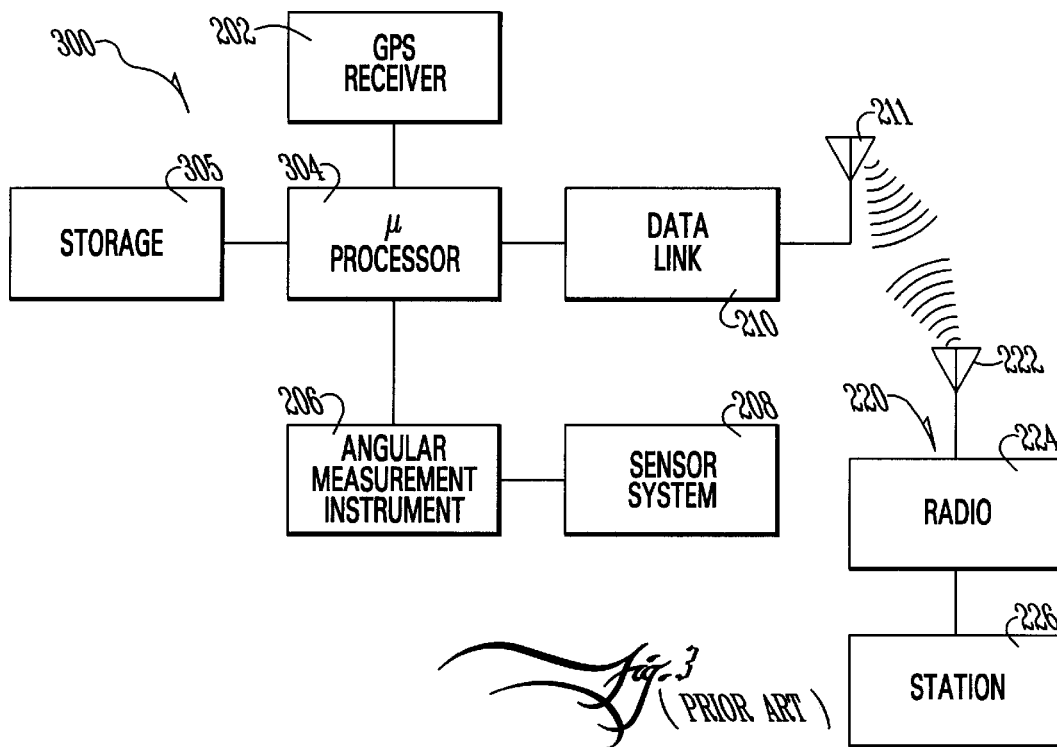 300
202
GPS
RECEIVER
211
305
STORAGE
304
μ
PROCESSOR
DATA
LINK
210
222
206
ANGULAR
MEASUREMENT
INSTRUMENT
208
SENSOR
SYSTEM
220
224
RADIO
226
STATION
fig. 3
( PRIOR ART )